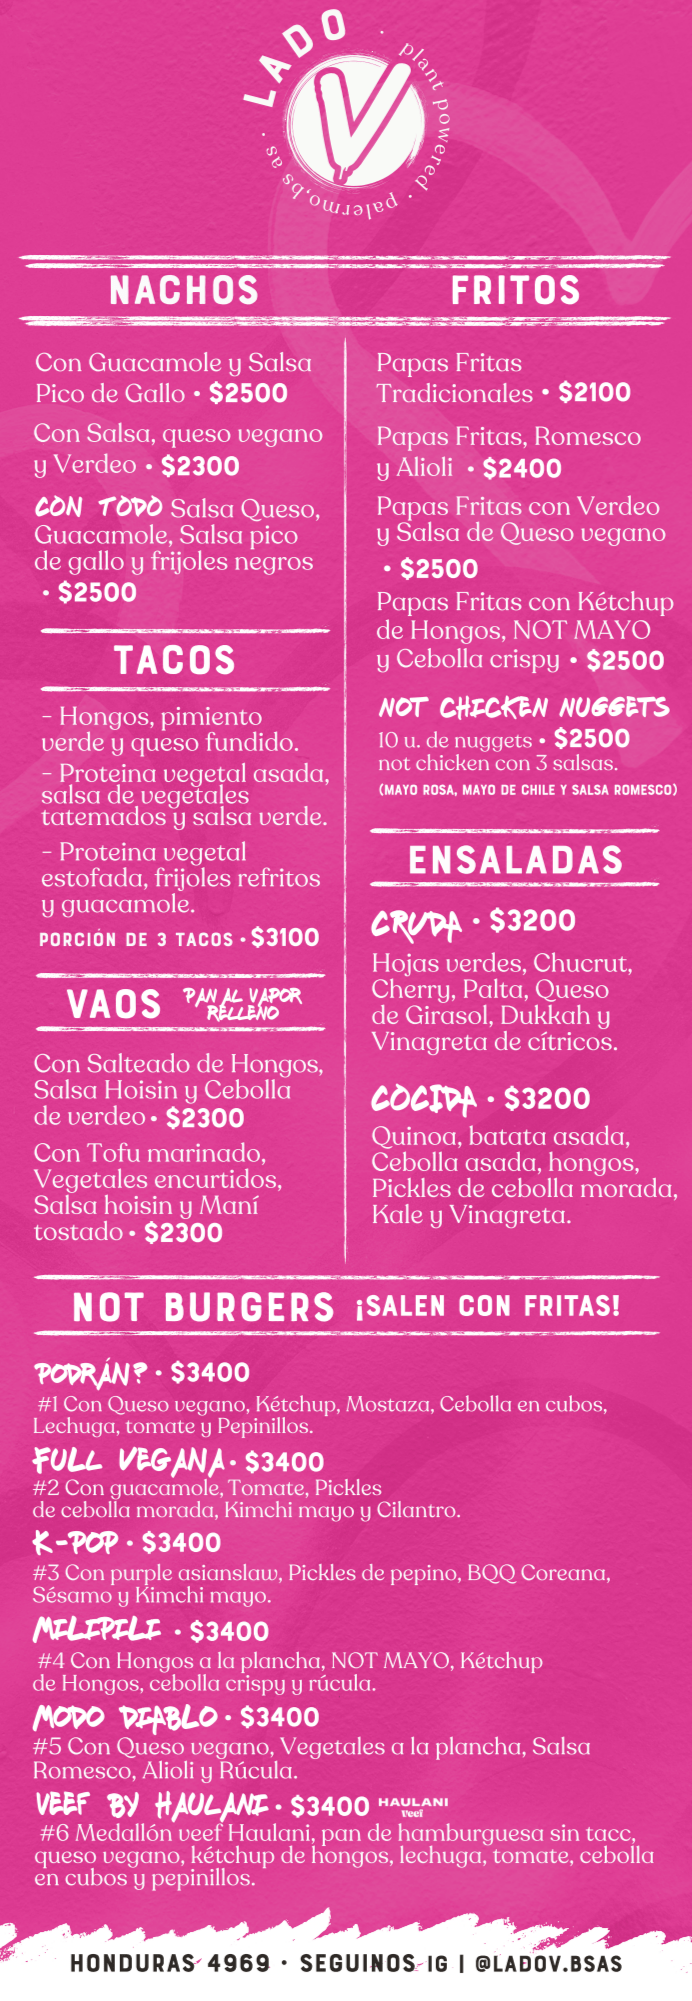 LADO
V
· plant powered · palermo, bs as ·
NACHOS
Con Guacamole y Salsa
Pico de Gallo • $2500
Con Salsa, queso vegano
y Verdeo • $2300
CON TODO Salsa Queso,
Guacamole, Salsa pico
de gallo y frijoles negros
• $2500
TACOS
- Hongos, pimiento
verde y queso fundido.
- Proteina vegetal asada,
salsa de vegetales
tatemados y salsa verde.
- Proteina vegetal
estofada, frijoles refritos
y guacamole.
PORCIÓN DE 3 TACOS • $3100
VAOS PAN AL VAPOR
RELLENO
Con Salteado de Hongos,
Salsa Hoisin y Cebolla
de verdeo • $2300
Con Tofu marinado,
Vegetales encurtidos,
Salsa hoisin y Maní
tostado • $2300
FRITOS
Papas Fritas
Tradicionales • $2100
Papas Fritas, Romesco
y Alioli • $2400
Papas Fritas con Verdeo
y Salsa de Queso vegano
• $2500
Papas Fritas con Kétchup
de Hongos, NOT MAYO
y Cebolla crispy • $2500
NOT CHICKEN NUGGETS
10 u. de nuggets • $2500
not chicken con 3 salsas.
(MAYO ROSA, MAYO DE CHILE Y SALSA ROMESCO)
ENSALADAS
CRUDA • $3200
Hojas verdes, Chucrut,
Cherry, Palta, Queso
de Girasol, Dukkah y
Vinagreta de cítricos.
COCIDA • $3200
Quinoa, batata asada,
Cebolla asada, hongos,
Pickles de cebolla morada,
Kale y Vinagreta.
NOT BURGERS ¡SALEN CON FRITAS!
PODRÁN? • $3400
#1 Con Queso vegano, Kétchup, Mostaza, Cebolla en cubos,
Lechuga, tomate y Pepinillos.
FULL VEGANA • $3400
#2 Con guacamole, Tomate, Pickles
de cebolla morada, Kimchi mayo y Cilantro.
K-POP • $3400
#3 Con purple asianslaw, Pickles de pepino, BQQ Coreana,
Sésamo y Kimchi mayo.
MILIPILI • $3400
#4 Con Hongos a la plancha, NOT MAYO, Kétchup
de Hongos, cebolla crispy y rúcula.
MODO DIABLO • $3400
#5 Con Queso vegano, Vegetales a la plancha, Salsa
Romesco, Alioli y Rúcula.
VEEF BY HAULANI • $3400 HAULANI
Veef
#6 Medallón veef Haulani, pan de hamburguesa sin tacc,
queso vegano, kétchup de hongos, lechuga, tomate, cebolla
en cubos y pepinillos.
HONDURAS 4969 • SEGUINOS IG | @LADOV.BSAS